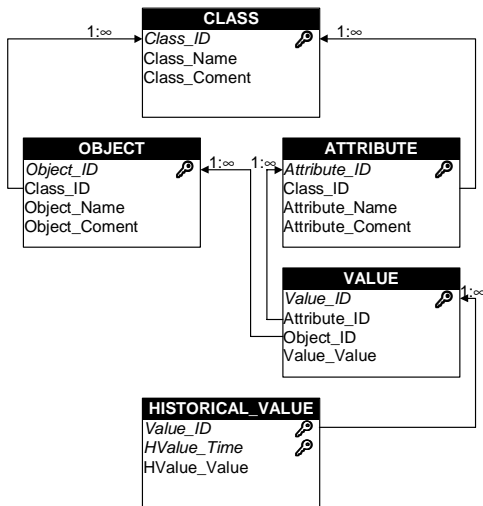 CLASS
Class_ID
Class_Name
Class_Coment
1:∞
1:∞
OBJECT
Object_ID
Class_ID
Object_Name
Object_Coment
1:∞
1:∞
ATTRIBUTE
Attribute_ID
Class_ID
Attribute_Name
Attribute_Coment
VALUE
Value_ID
Attribute_ID
Object_ID
Value_Value
1:∞
HISTORICAL_VALUE
Value_ID
HValue_Time
HValue_Value